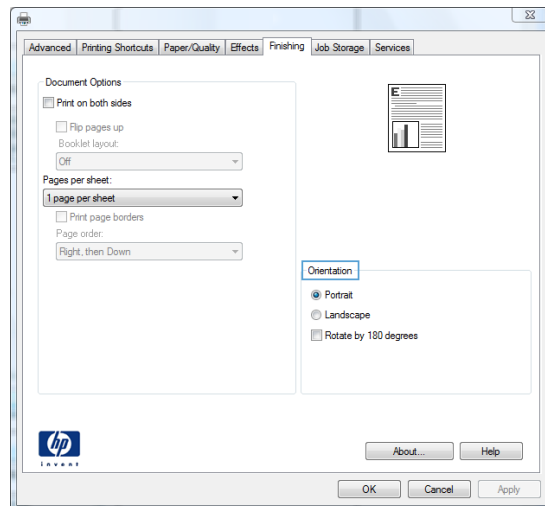 Advanced Printing Shortcuts Paper/Quality Effects Finishing Job Storage Services
Document Options
Print on both sides
Flip pages up
Booklet layout:
Off
Pages per sheet:
1 page per sheet
Print page borders
Page order:
Right, then Down
E
Orientation
Portrait
Landscape
Rotate by 180 degrees
hp
invent
About... Help
OK Cancel Apply